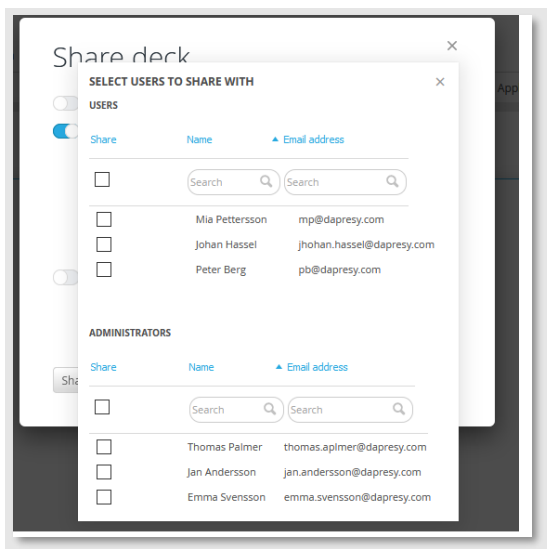 Share deck
SELECT USERS TO SHARE WITH
App
USERS
Share Name Email address
Search Search
Mia Pettersson mp@dapresy.com
Johan Hassel jhohan.hassel@dapresy.com
Peter Berg pb@dapresy.com
ADMINISTRATORS
Share Name Email address
Sha
Search Search
Thomas Palmer thomas.aplmer@dapresy.com
Jan Andersson jan.andersson@dapresy.com
Emma Svensson emma.svensson@dapresy.com